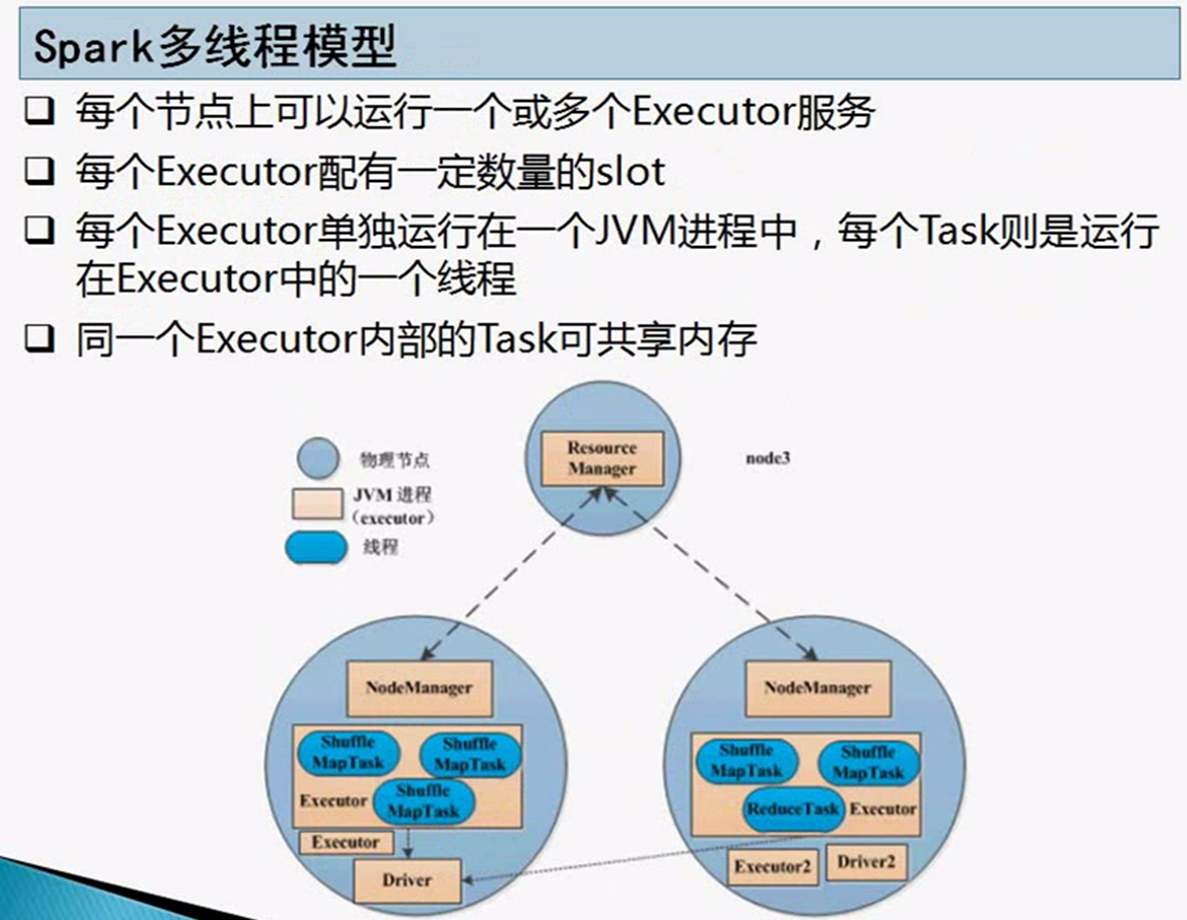 Spark多线程模型
每个节点上可以运行一个或多个Executor服务
每个Executor配有一定数量的slot
每个Executor单独运行在一个JVM进程中，每个Task则是运行
在Executor中的一个线程
同一个Executor内部的Task可共享内存
物理节点
JVM 进程
（executor）
线程
Resource
Manager
node3
NodeManager
Shuffle
MapTask
Shuffle
MapTask
Executor
Shuffle
MapTask
Executor
Driver
NodeManager
Shuffle
MapTask
Shuffle
MapTask
ReduceTask
Executor
Executor2
Driver2